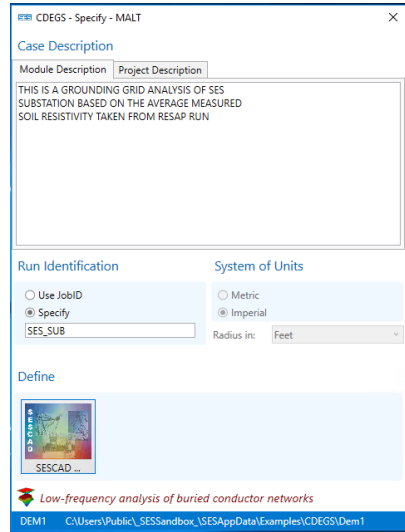 CDEGS - Specify - MALT
Case Description
Module Description Project Description
THIS IS A GROUNDING GRID ANALYSIS OF SES
SUBSTATION BASED ON THE AVERAGE MEASURED
SOIL RESISTIVITY TAKEN FROM RESAP RUN
Run Identification
System of Units
Use JobID
Metric
Specify
Imperial
SES_SUB
Radius in: Feet
Define
SESCAD
SESCAD ...
Low-frequency analysis of buried conductor networks
DEM1 C:\Users\Public\_SESSandbox_\SESAppData\Examples\CDEGS\Dem1